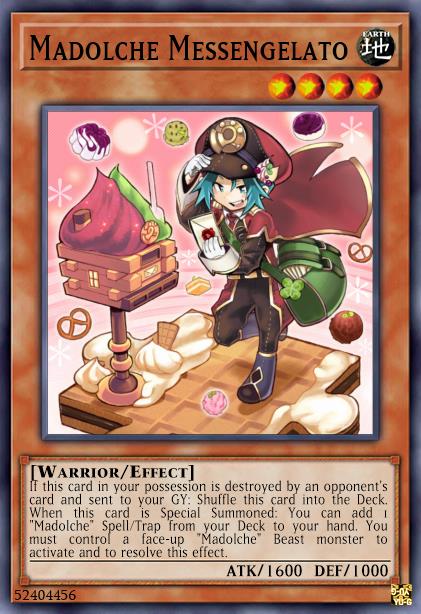 MADOLCHE MESSENGELATO
EARTH
地
[WARRIOR/EFFECT]
If this card in your possession is destroyed by an opponent's
card and sent to your GY: Shuffle this card into the Deck.
When this card is Special Summoned: You can add 1
"Madolche" Spell/Trap from your Deck to your hand. You
must control a face-up "Madolche" Beast monster to
activate and to resolve this effect.
ATK/1600 DEF/1000
52404456